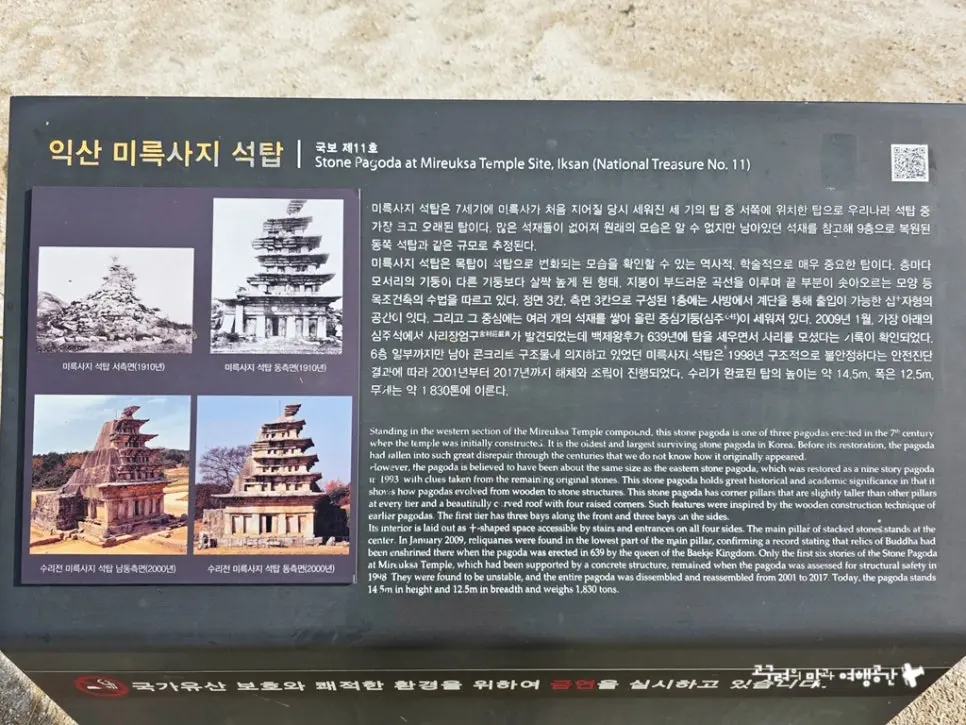 익산 미륵사지 석탑
국보 제11호
Stone Pagoda at Mireuksa Temple Site, Iksan (National Treasure No. 11)
미륵사지 석탑 서측면(1910년)
미륵사지 석탑 동측면(1910년)
수리전 미륵사지 석탑 남동측면(2000년)
수리전 미륵사지 석탑 동측면(2000년)
미륵사지 석탑은 7세기에 미륵사가 처음 지어질 당시 세워진 세 기의 탑 중 서쪽에 위치한 탑으로 우리나라 석탑 중
가장 크고 오래된 탑이다. 많은 석재들이 없어져 원래의 모습은 알 수 없지만 남아있던 석재를 참고해 9층으로 복원된
동쪽 석탑과 같은 규모로 추정된다.
미륵사지 석탑은 목탑이 석탑으로 변화되는 모습을 확인할 수 있는 역사적, 학술적으로 매우 중요한 탑이다. 층마다
모서리의 기둥이 다른 기둥보다 살짝 높게 된 형태, 지붕이 부드러운 곡선을 이루며 끝 부분이 솟아오르는 모양 등
목조건축의 수법을 따르고 있다. 정면 3칸, 측면 3칸으로 구성된 1층에는 사방에서 계단을 통해 출입이 가능한 십자형의
공간이 있다. 그리고 그 중심에는 여러 개의 석재를 쌓아 올린 중심기둥(심주)이 세워져 있다. 2009년 1월, 가장 아래의
심주석에서 사리장엄구가 발견되었는데 백제왕후가 639년에 탑을 세우면서 사리를 모셨다는 기록이 확인되었다.
6층 일부까지만 남아 콘크리트 구조물에 의지하고 있었던 미륵사지 석탑은 1998년 구조적으로 불안정하다는 안전진단
결과에 따라 2001년부터 2017년까지 해체와 조립이 진행되었다. 수리가 완료된 탑의 높이는 약 14.5m, 폭은 12.5m,
무게는 약 1,830톤에 이른다.
Standing in the western section of the Mireuksa Temple compound, this stone pagoda is one of three pagodas erected in the 7th century
when the temple was initially constructed. It is the oldest and largest surviving stone pagoda in Korea. Before its restoration, the pagoda
had fallen into such great disrepair through the centuries that we do not know how it originally appeared.
However, the pagoda is believed to have been about the same size as the eastern stone pagoda, which was restored as a nine story pagoda
in 1993 with clues taken from the remaining original stones. This stone pagoda holds great historical and academic significance in that it
shows how pagodas evolved from wooden to stone structures. This stone pagoda has corner pillars that are slightly taller than other pillars
at every tier and a beautifully curved roof with four raised corners. Such features were inspired by the wooden construction technique of
earlier pagodas. The first tier has three bays along the front and three bays on the sides.
Its interior is laid out as +-shaped space accessible by stairs and entrances on all four sides. The main pillar of stacked stones stands at the
center. In January 2009, reliquaries were found in the lowest part of the main pillar, confirming a record stating that relics of Buddha had
been enshrined there when the pagoda was erected in 639 by the queen of the Baekje Kingdom. Only the first six stories of the Stone Pagoda
at Mireuksa Temple, which had been supported by a concrete structure, remained when the pagoda was assessed for structural safety in
1998. They were found to be unstable, and the entire pagoda was dissembled and reassembled from 2001 to 2017. Today, the pagoda stands
14.5m in height and 12.5m in breadth and weighs 1,830 tons.
국가유산 보호와 쾌적한 환경을 위하여 금연을 실시하고 있습니다.
고구려의 맛과 여행공간